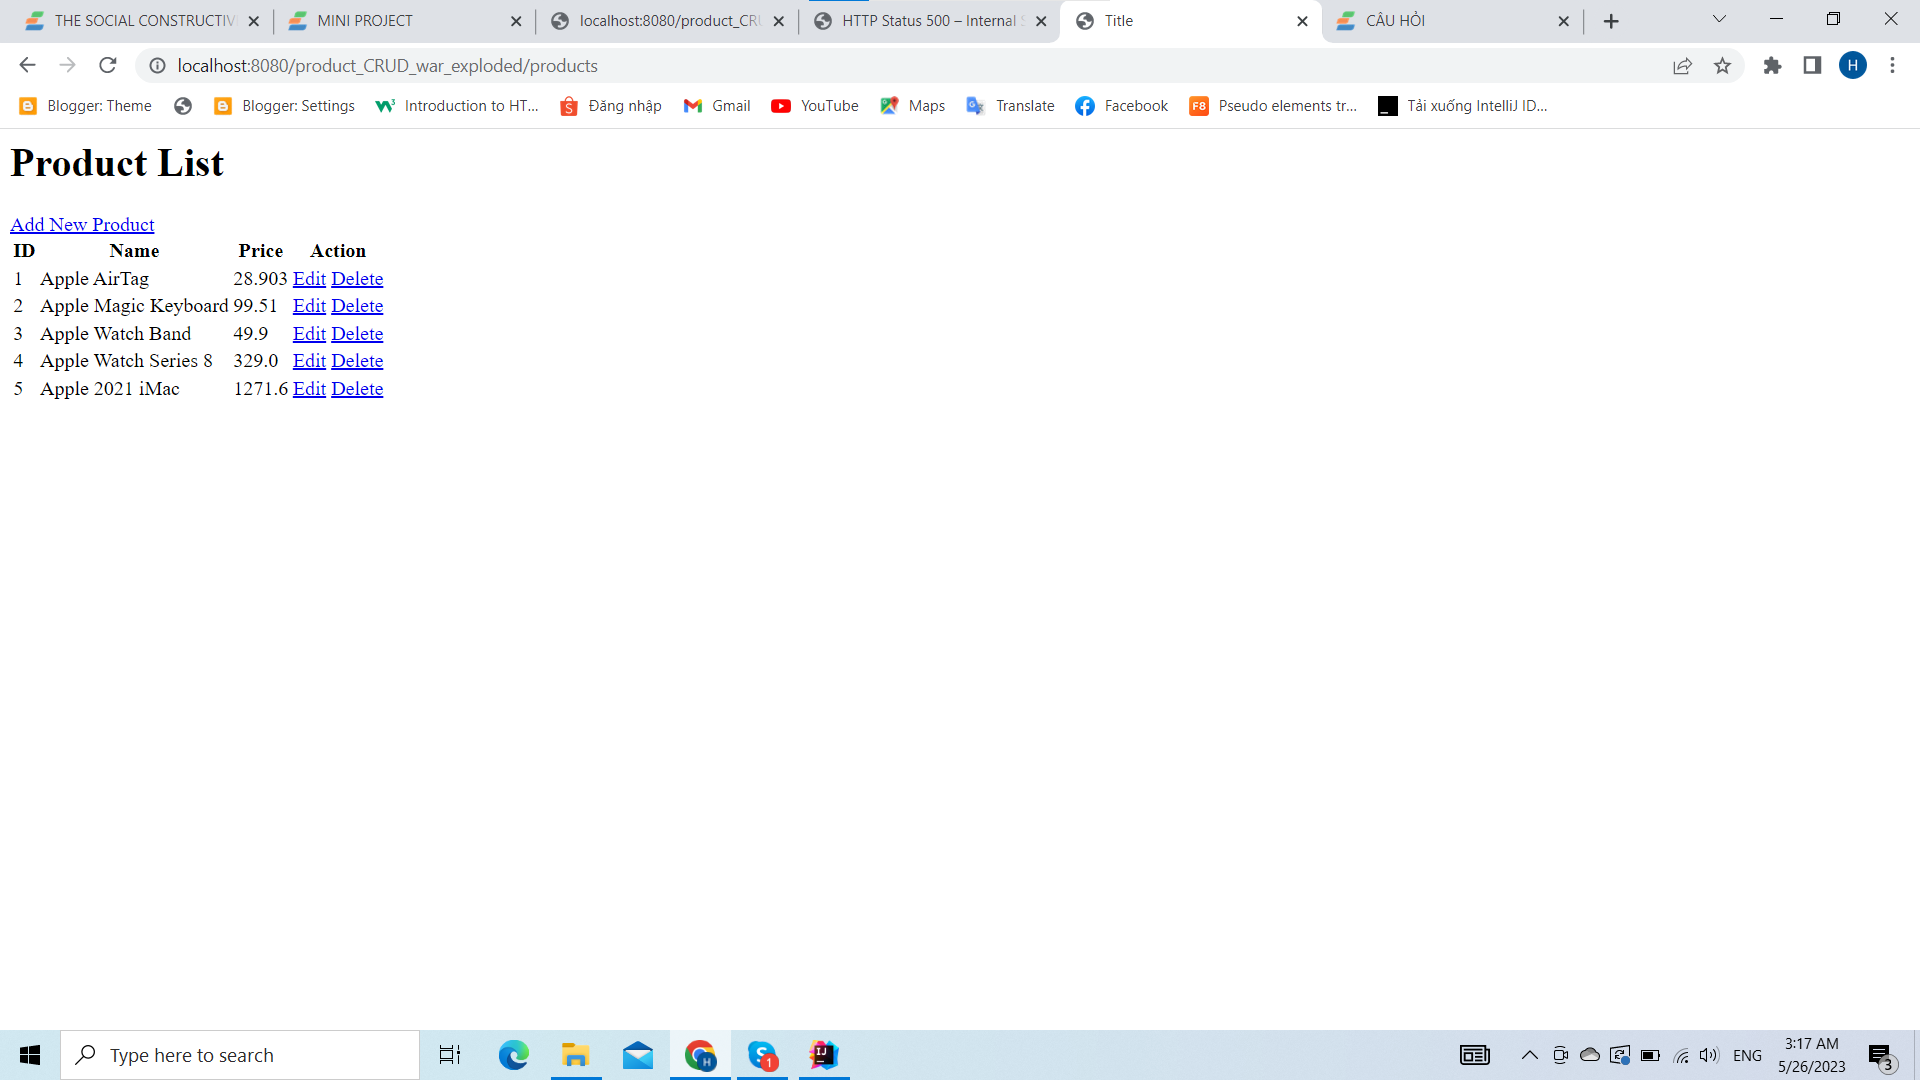 THE SOCIAL CONSTRUCTIV
MINI PROJECT
localhost:8080/product_CRU
HTTP Status 500 – Internal S
Title
CÂU HỎI
localhost:8080/product_CRUD_war_exploded/products
H
Blogger: Theme
Blogger: Settings
Introduction to HT...
Đăng nhập
Gmail
YouTube
Maps
Translate
Facebook
F8
Pseudo elements tr...
Tải xuống IntelliJ ID...
Product List
Add New Product
ID Name Price Action
1 Apple AirTag 28.903 Edit Delete
2 Apple Magic Keyboard 99.51 Edit Delete
3 Apple Watch Band 49.9 Edit Delete
4 Apple Watch Series 8 329.0 Edit Delete
5 Apple 2021 iMac 1271.6 Edit Delete
Type here to search
H
S
1
IJ
ENG
3:17 AM
5/26/2023
3